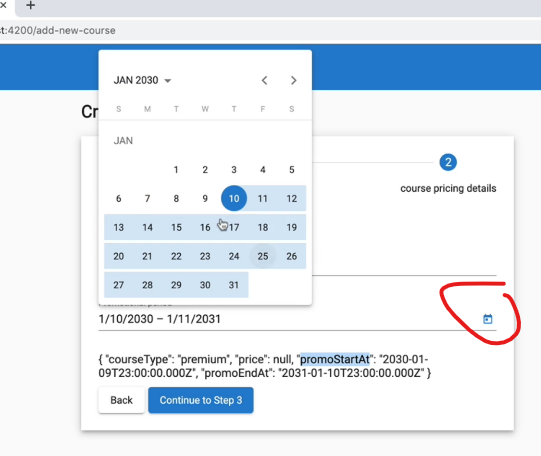 st:4200/add-new-course
JAN 2030
S M T W T F S
Cr
JAN
1 2 3 4 5
6 7 8 9 10 11 12
13 14 15 16 17 18 19
20 21 22 23 24 25 26
27 28 29 30 31
2
course pricing details
1/10/2030 – 1/11/2031
{ "courseType": "premium", "price": null, "promoStartAt": "2030-01-
09T23:00:00.000Z", "promoEndAt": "2031-01-10T23:00:00.000Z" }
Back Continue to Step 3